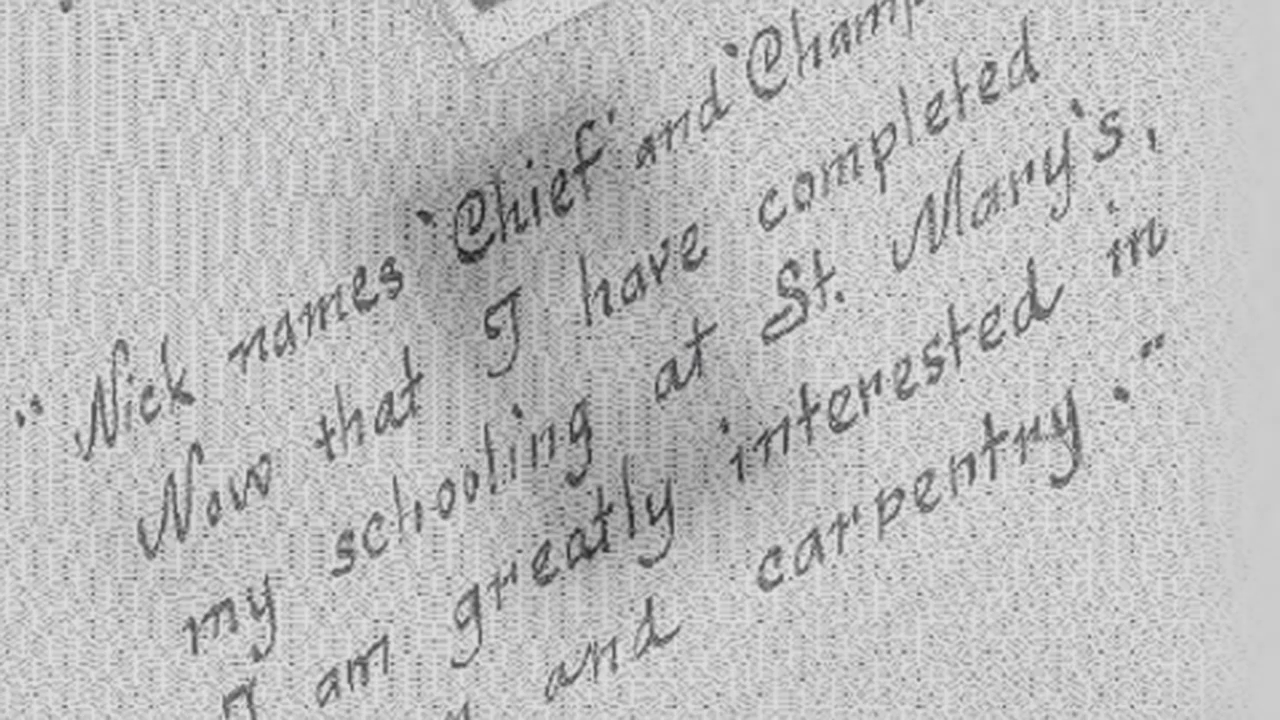 “ Nick names ‘Chief’ and ‘Champ
Now that I have completed
my schooling at St. Mary's,
I am greatly interested in
and carpentry.”